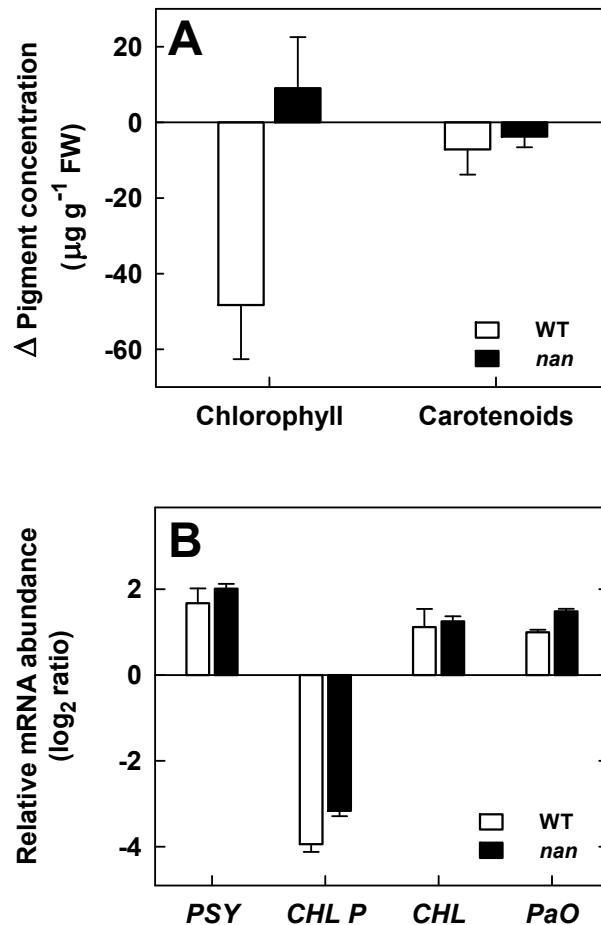 A
Δ Pigment concentration
(µg g⁻¹ FW)
20
0
-20
-40
-60
WT
nan
Chlorophyll
Carotenoids
B
Relative mRNA abundance
(log₂ ratio)
2
0
-2
-4
WT
nan
PSY
CHL P
CHL
PaO